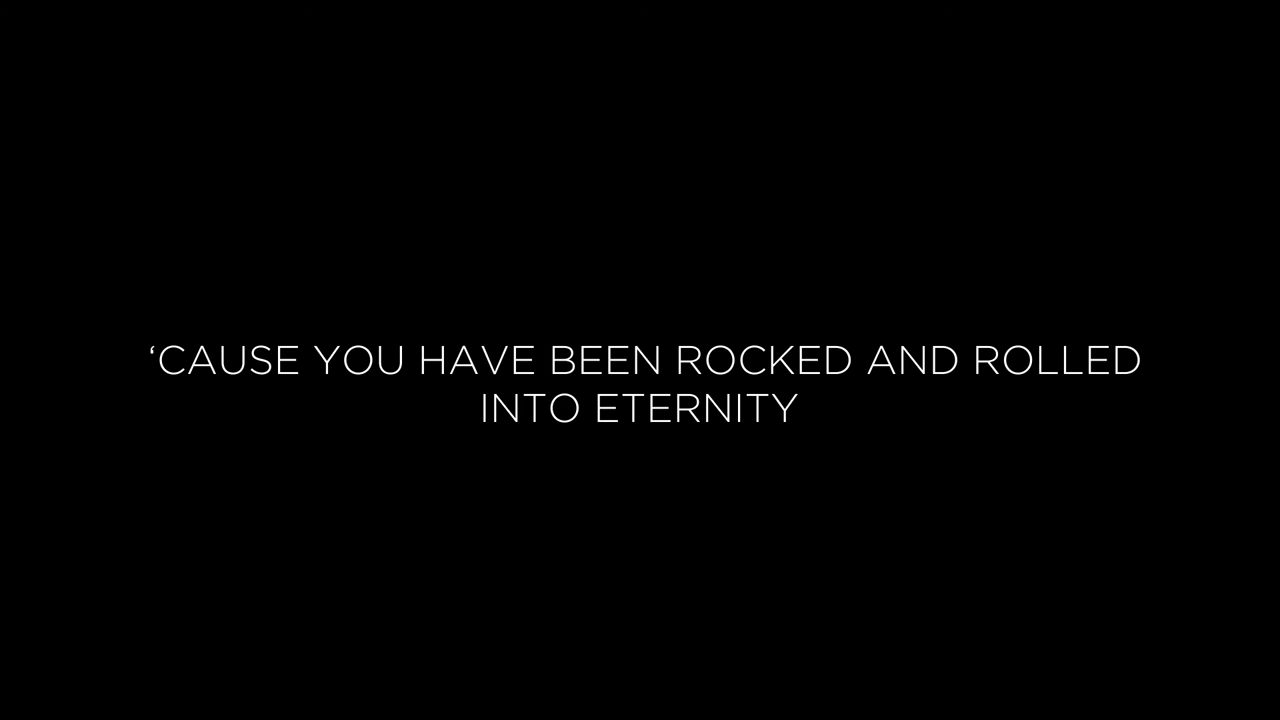 ‘CAUSE YOU HAVE BEEN ROCKED AND ROLLED
INTO ETERNITY